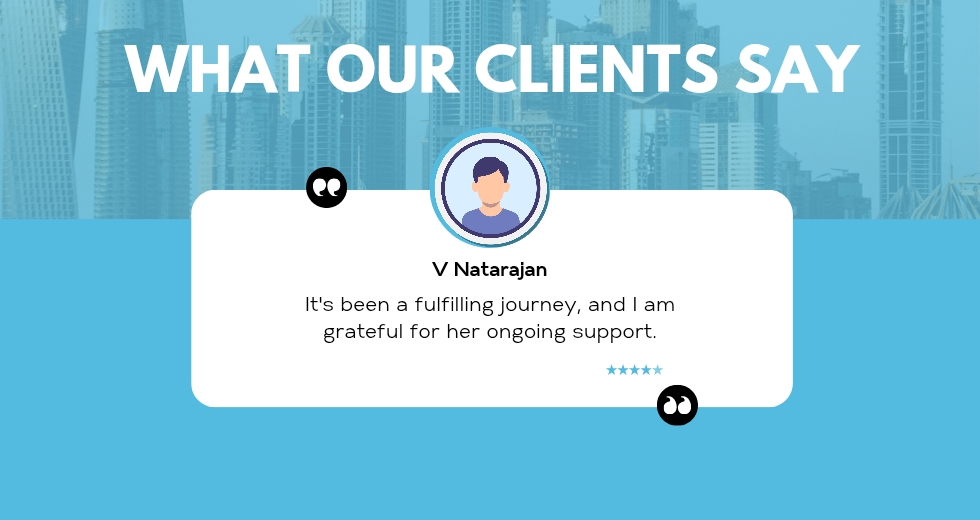 WHAT OUR CLIENTS SAY
V Natarajan
It's been a fulfilling journey, and I am
grateful for her ongoing support.